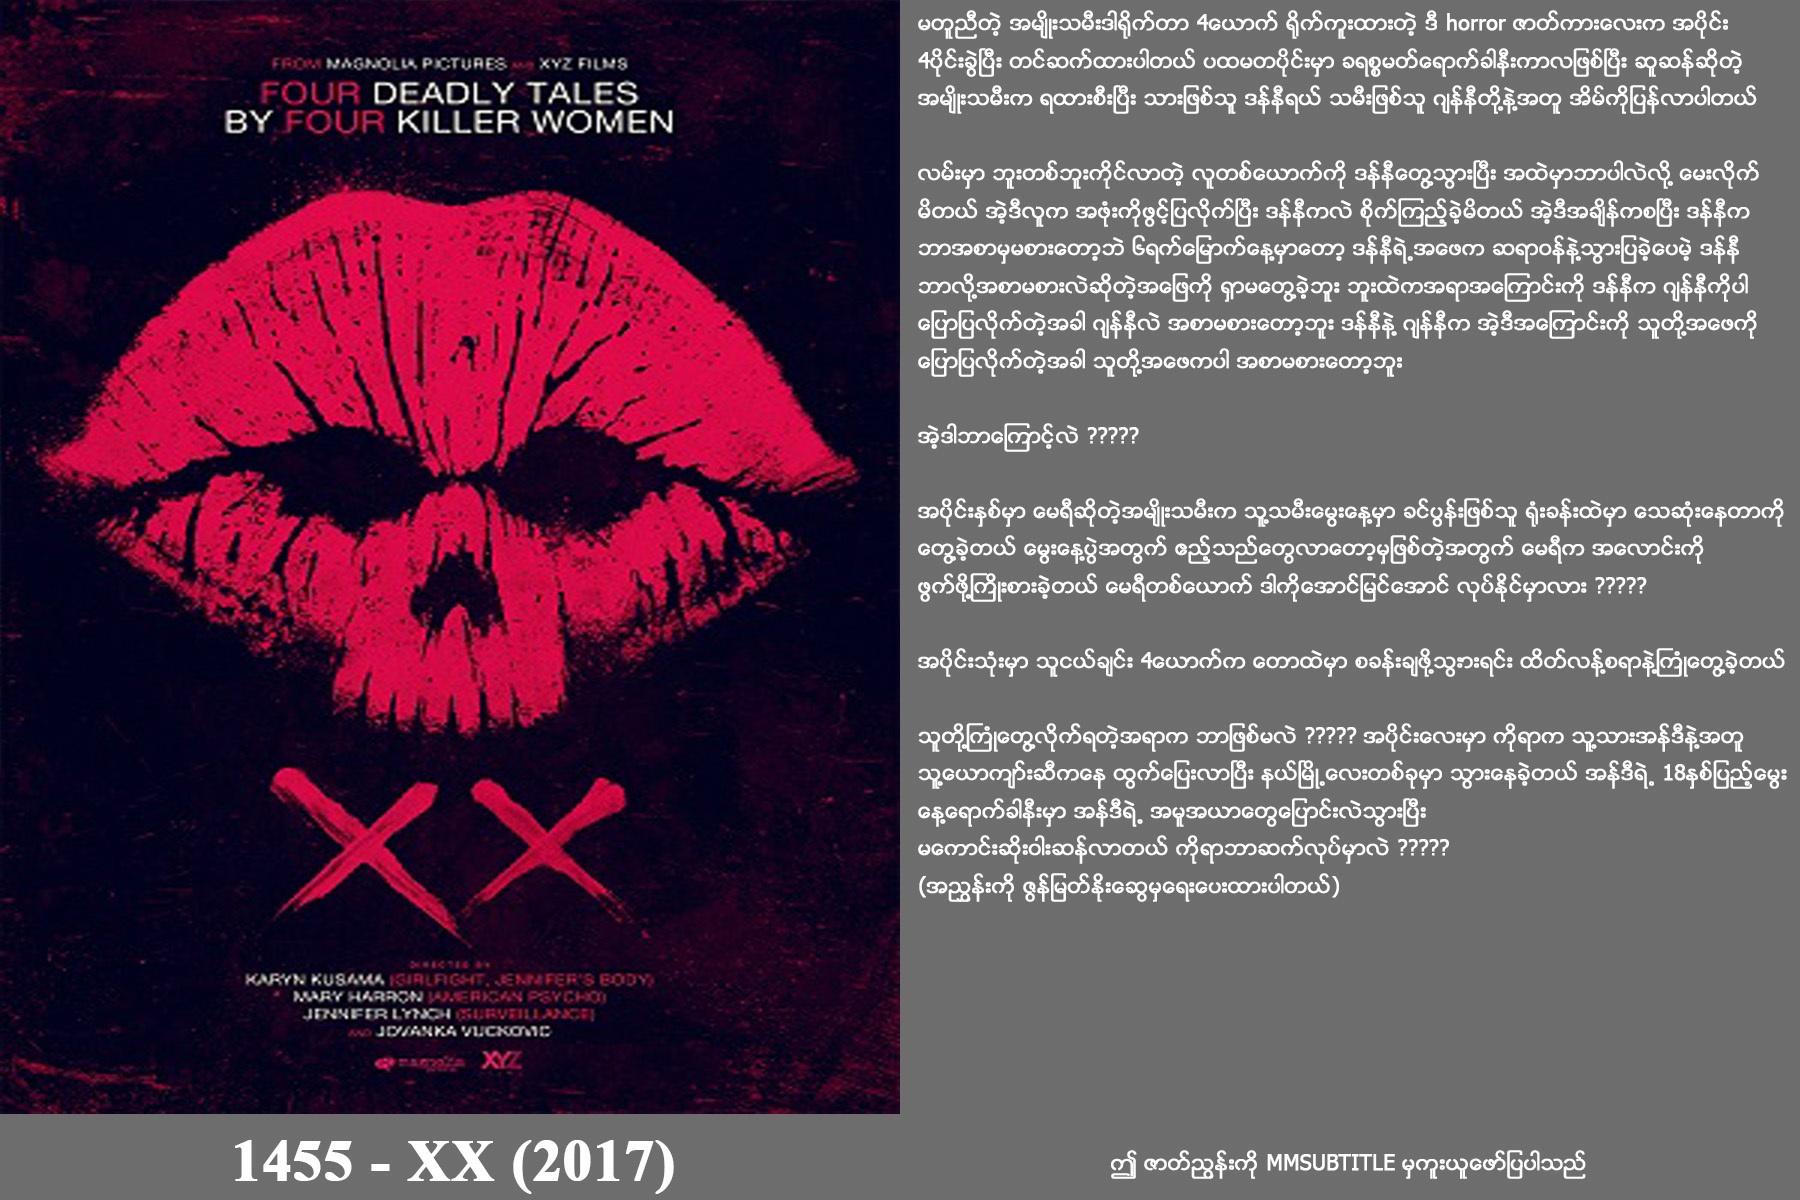 FROM MAGNOLIA PICTURES AND XYZ FILMS
FOUR DEADLY TALES
BY FOUR KILLER WOMEN
XX
DIRECTED BY
KARYN KUSAMA (GIRLFIGHT, JENNIFER'S BODY)
MARY HARRON (AMERICAN PSYCHO)
JENNIFER LYNCH (SURVEILLANCE)
AND JOVANKA VUCKOVIC
magnolia XYZ
1455 - XX (2017)
မတူညီတဲ့ အမျိုးသမီးဒါရိုက်တာ 4ယောက် ရိုက်ကူးထားတဲ့ ဒီ horror ဇာတ်ကားလေးက အပိုင်း
4ပိုင်းခွဲပြီး တင်ဆက်ထားပါတယ် ပထမတပိုင်းမှာ ခရစ္စမတ်ရောက်ခါနီးကာလဖြစ်ပြီး ဆူဆန်ဆိုတဲ့
အမျိုးသမီးက ရထားစီးပြီး သားဖြစ်သူ ဒန်နီရယ် သမီးဖြစ်သူ ဂျန်နီတို့နဲ့အတူ အိမ်ကိုပြန်လာပါတယ်
လမ်းမှာ ဘူးတစ်ဘူးကိုင်လာတဲ့ လူတစ်ယောက်ကို ဒန်နီတွေ့သွားပြီး အထဲမှာဘာပါလဲလို့ မေးလိုက်
မိတယ် အဲ့ဒီလူက အဖုံးကိုဖွင့်ပြလိုက်ပြီး ဒန်နီကလဲ စိုက်ကြည့်ခဲ့မိတယ် အဲ့ဒီအချိန်ကစပြီး ဒန်နီက
ဘာအစာမှမစားတော့ဘဲ ၆ရက်မြောက်နေ့မှာတော့ ဒန်နီရဲ့အဖေက ဆရာဝန်နဲ့သွားပြခဲ့ပေမဲ့ ဒန်နီ
ဘာလို့အစာမစားလဲဆိုတဲ့အဖြေကို ရှာမတွေ့ခဲ့ဘူး ဘူးထဲကအရာအကြောင်းကို ဒန်နီက ဂျန်နီကိုပါ
ပြောပြလိုက်တဲ့အခါ ဂျန်နီလဲ အစာမစားတော့ဘူး ဒန်နီနဲ့ ဂျန်နီက အဲ့ဒီအကြောင်းကို သူတို့အဖေကို
ပြောပြလိုက်တဲ့အခါ သူတို့အဖေကပါ အစာမစားတော့ဘူး
အဲ့ဒါဘာကြောင့်လဲ ?????
အပိုင်းနှစ်မှာ မေရီဆိုတဲ့အမျိုးသမီးက သူ့သမီးမွေးနေ့မှာ ခင်ပွန်းဖြစ်သူ ရုံးခန်းထဲမှာ သေဆုံးနေတာကို
တွေ့ခဲ့တယ် မွေးနေ့ပွဲအတွက် ဧည့်သည်တွေလာတော့မှဖြစ်တဲ့အတွက် မေရီက အလောင်းကို
ဖွက်ဖို့ကြိုးစားခဲ့တယ် မေရီတစ်ယောက် ဒါကိုအောင်မြင်အောင် လုပ်နိုင်မှာလား ?????
အပိုင်းသုံးမှာ သူငယ်ချင်း 4ယောက်က တောထဲမှာ စခန်းချဖို့သွားရင်း ထိတ်လန့်စရာနဲ့ကြုံတွေ့ခဲ့တယ်
သူတို့ကြုံတွေ့လိုက်ရတဲ့အရာက ဘာဖြစ်မလဲ ????? အပိုင်းလေးမှာ ကိုရာက သူ့သားအန်ဒီနဲ့အတူ
သူ့ယောကျာ်းဆီကနေ ထွက်ပြေးလာပြီး နယ်မြို့လေးတစ်ခုမှာ သွားနေခဲ့တယ် အန်ဒီရဲ့ 18နှစ်ပြည့်မွေး
နေ့ရောက်ခါနီးမှာ အန်ဒီရဲ့ အမူအယာတွေပြောင်းလဲသွားပြီး
မကောင်းဆိုးဝါးဆန်လာတယ် ကိုရာဘာဆက်လုပ်မှာလဲ ?????
(အညွှန်းကို ဇွန်မြတ်နိုးဆွေမှရေးပေးထားပါတယ်)
ဤ ဇာတ်ညွှန်းကို MMSUBTITLE မှကူးယူဖော်ပြပါသည်